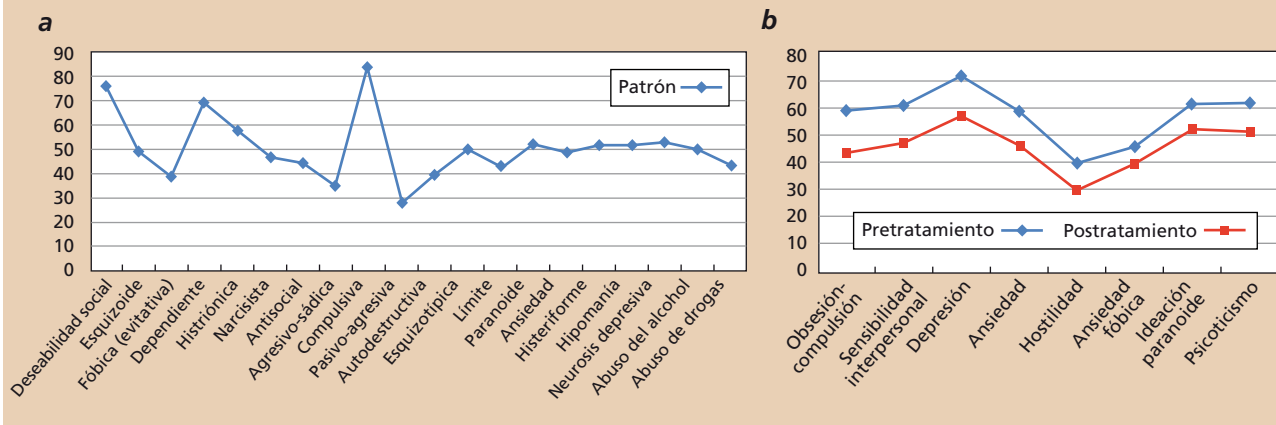 a
90
80
70
60
50
40
30
20
10
0
Patrón
Deseabilidad social
Esquizoide
Fóbica (evitativa)
Dependiente
Histriónica
Narcisista
Antisocial
Agresivo-sádica
Compulsiva
Pasivo-agresiva
Autodestructiva
Esquizotípica
Límite
Paranoide
Ansiedad
Histeriforme
Hipomanía
Neurosis depresiva
Abuso del alcohol
Abuso de drogas
b
80
70
60
50
40
30
20
10
0
Pretratamiento
Postratamiento
Obsesión-
compulsión
Sensibilidad
interpersonal
Depresión
Ansiedad
Hostilidad
Ansiedad
fóbica
Ideación
paranoide
Psicoticismo